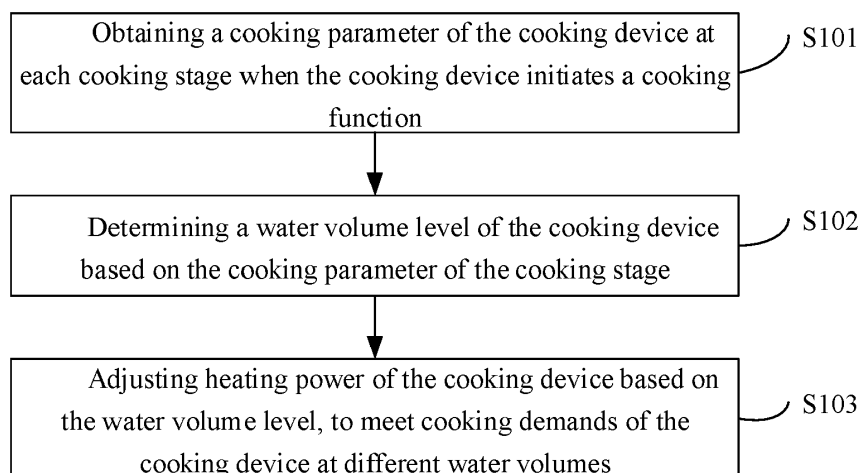 Obtaining a cooking parameter of the cooking device at
each cooking stage when the cooking device initiates a cooking
function
S101
Determining a water volume level of the cooking device
based on the cooking parameter of the cooking stage
S102
Adjusting heating power of the cooking device based on
the water volume level, to meet cooking demands of the
cooking device at different water volumes
S103